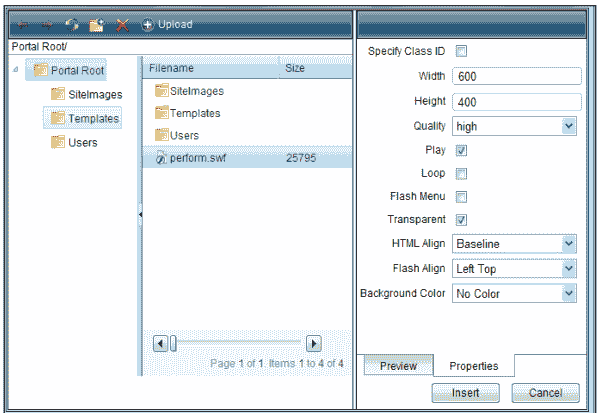 Upload
Portal Root/
Portal Root
SiteImages
Templates
Users
Filename Size
SiteImages
Templates
Users
perform.swf 25795
Page 1 of 1. Items 1 to 4 of 4
Specify Class ID
Width 600
Height 400
Quality high
Play
Loop
Flash Menu
Transparent
HTML Align Baseline
Flash Align Left Top
Background Color No Color
Preview Properties
Insert Cancel